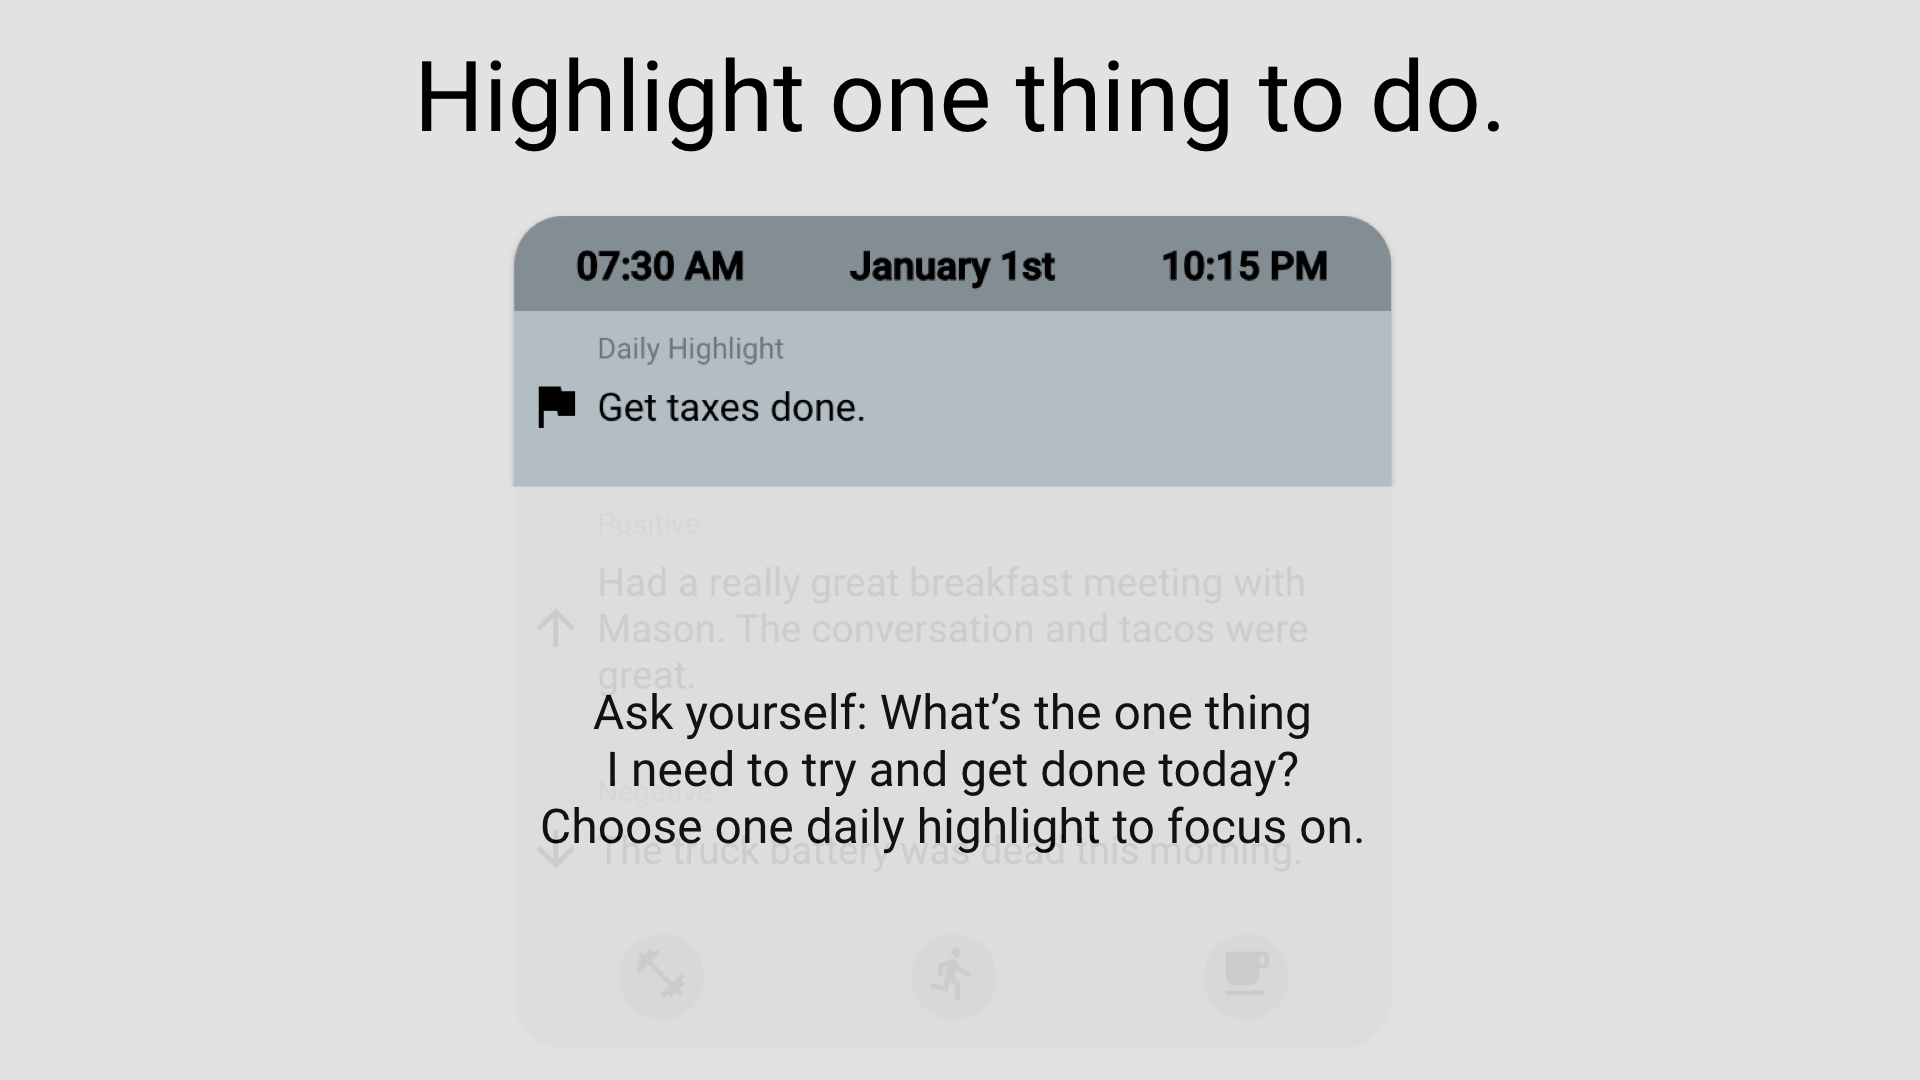 Highlight one thing to do.
07:30 AM January 1st 10:15 PM
Daily Highlight
Get taxes done.
Positive
Had a really great breakfast meeting with
Mason. The conversation and tacos were
great.
Ask yourself: What’s the one thing
I need to try and get done today?
Negative
Choose one daily highlight to focus on.
The truck battery was dead this morning.